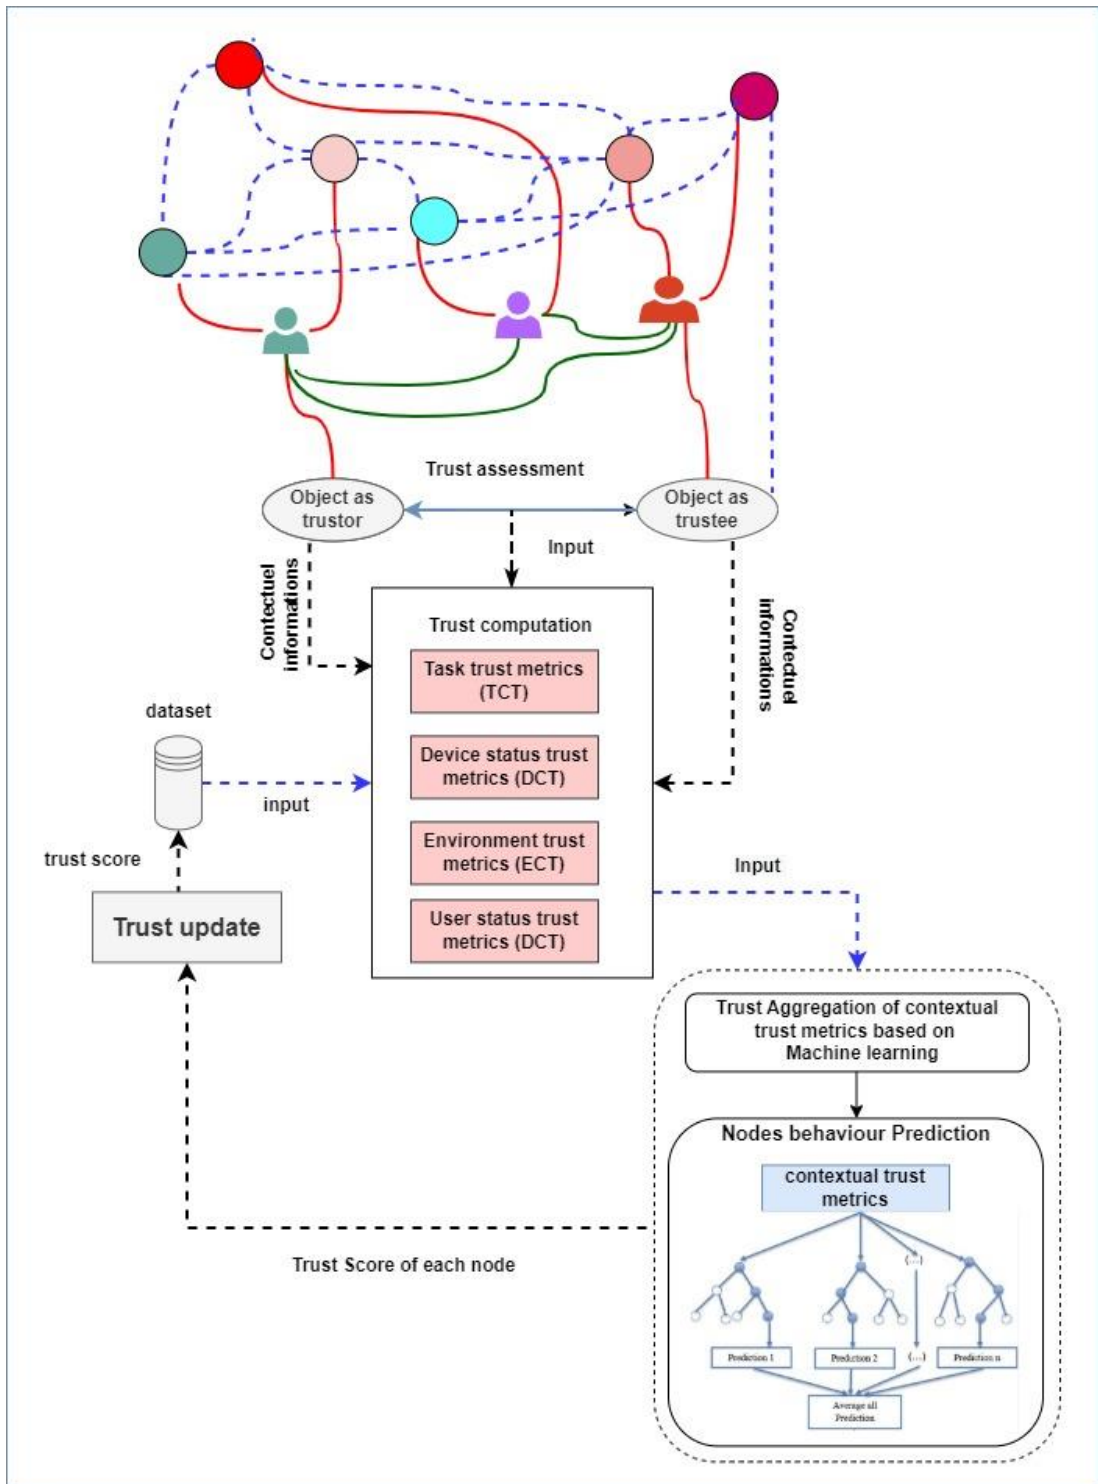 Trust assessment
Object as
trustor
Object as
trustee
Input
Contectuel
informations
Contectuel
informations
Trust computation
Task trust metrics
(TCT)
Device status trust
metrics (DCT)
Environment trust
metrics (ECT)
User status trust
metrics (DCT)
dataset
input
trust score
Trust update
Input
Trust Aggregation of contextual
trust metrics based on
Machine learning
Nodes behaviour Prediction
contextual trust
metrics
(...)
Prediction 1
Prediction 2
(...)
Prediction n
Average all
Prediction
Trust Score of each node